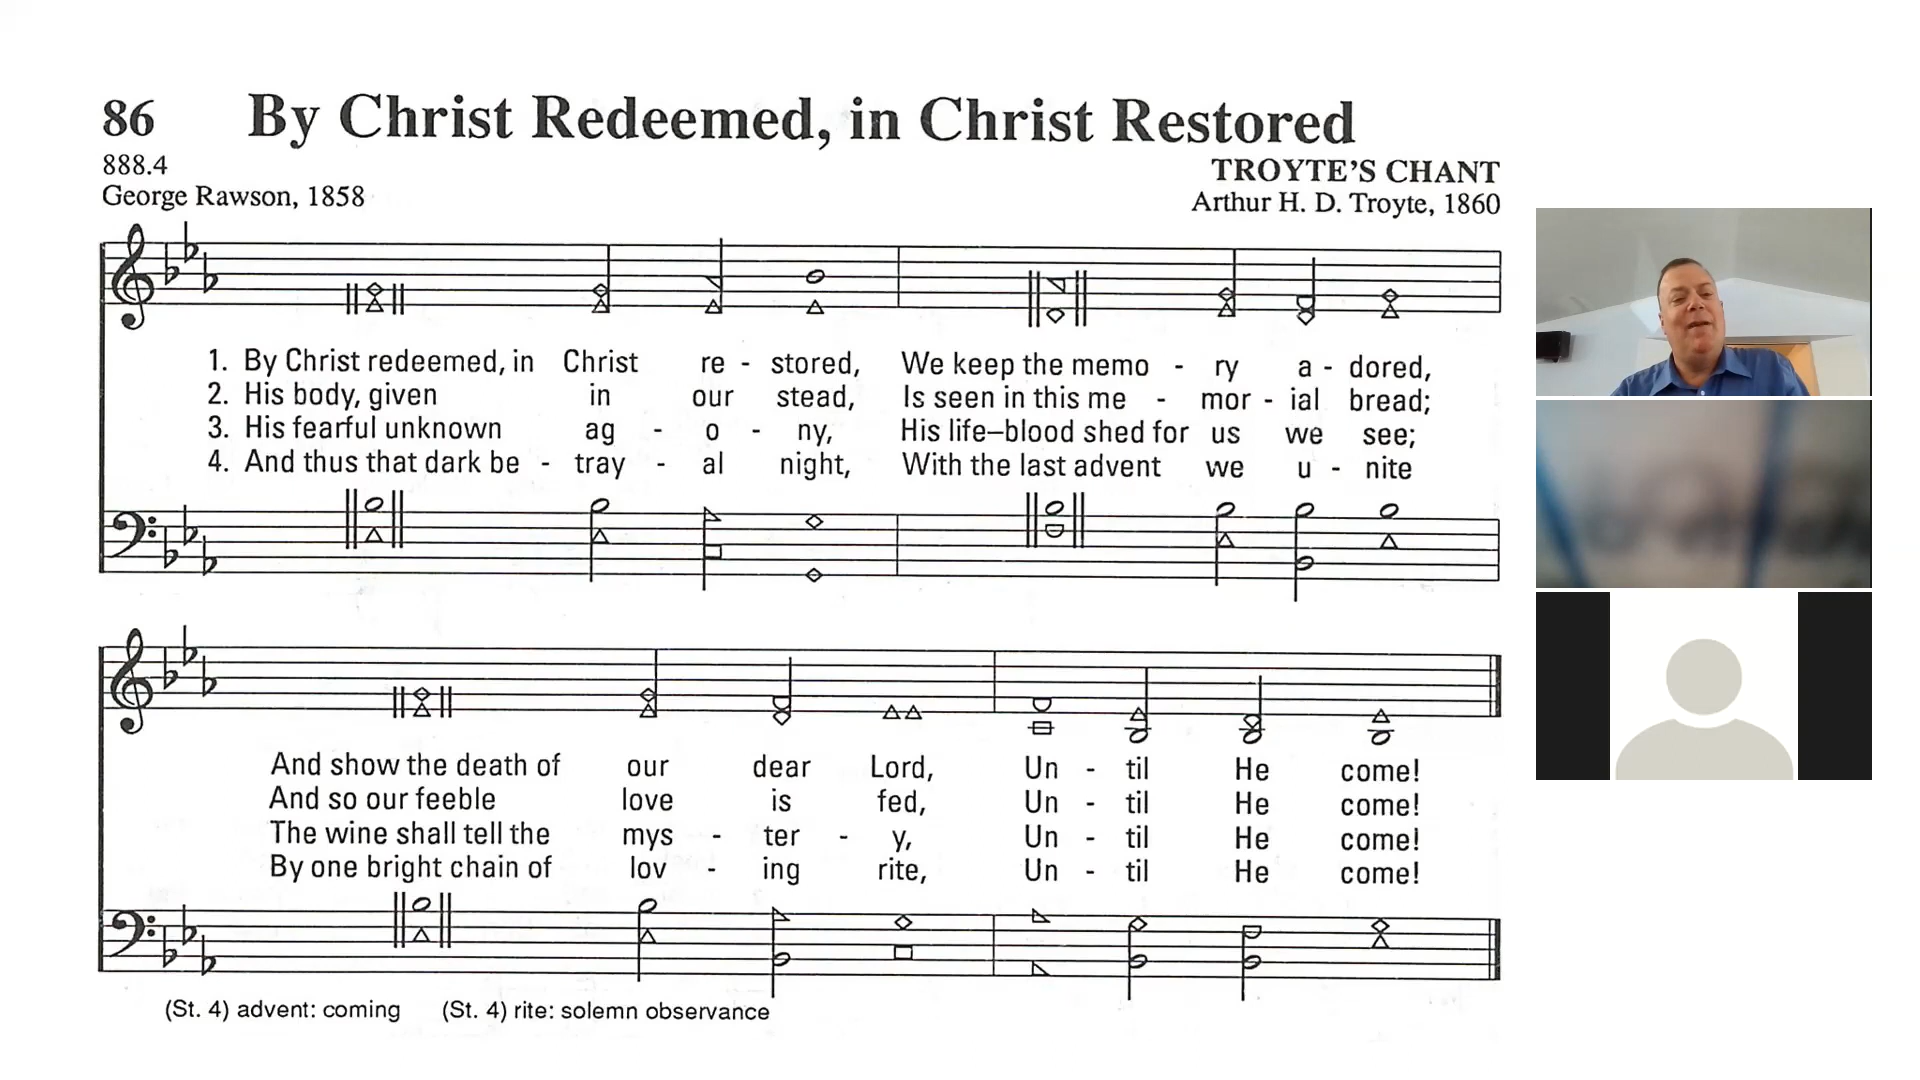 86 By Christ Redeemed, in Christ Restored
888.4
TROYTE'S CHANT
George Rawson, 1858
Arthur H. D. Troyte, 1860
1. By Christ redeemed, in Christ re - stored, We keep the memo - ry a - dored,
2. His body, given in our stead, Is seen in this me - mor - ial bread;
3. His fearful unknown ag - o - ny, His life–blood shed for us we see;
4. And thus that dark be - tray - al night, With the last advent we u - nite
And show the death of our dear Lord, Un - til He come!
And so our feeble love is fed, Un - til He come!
The wine shall tell the mys - ter - y, Un - til He come!
By one bright chain of lov - ing rite, Un - til He come!
(St. 4) advent: coming (St. 4) rite: solemn observance